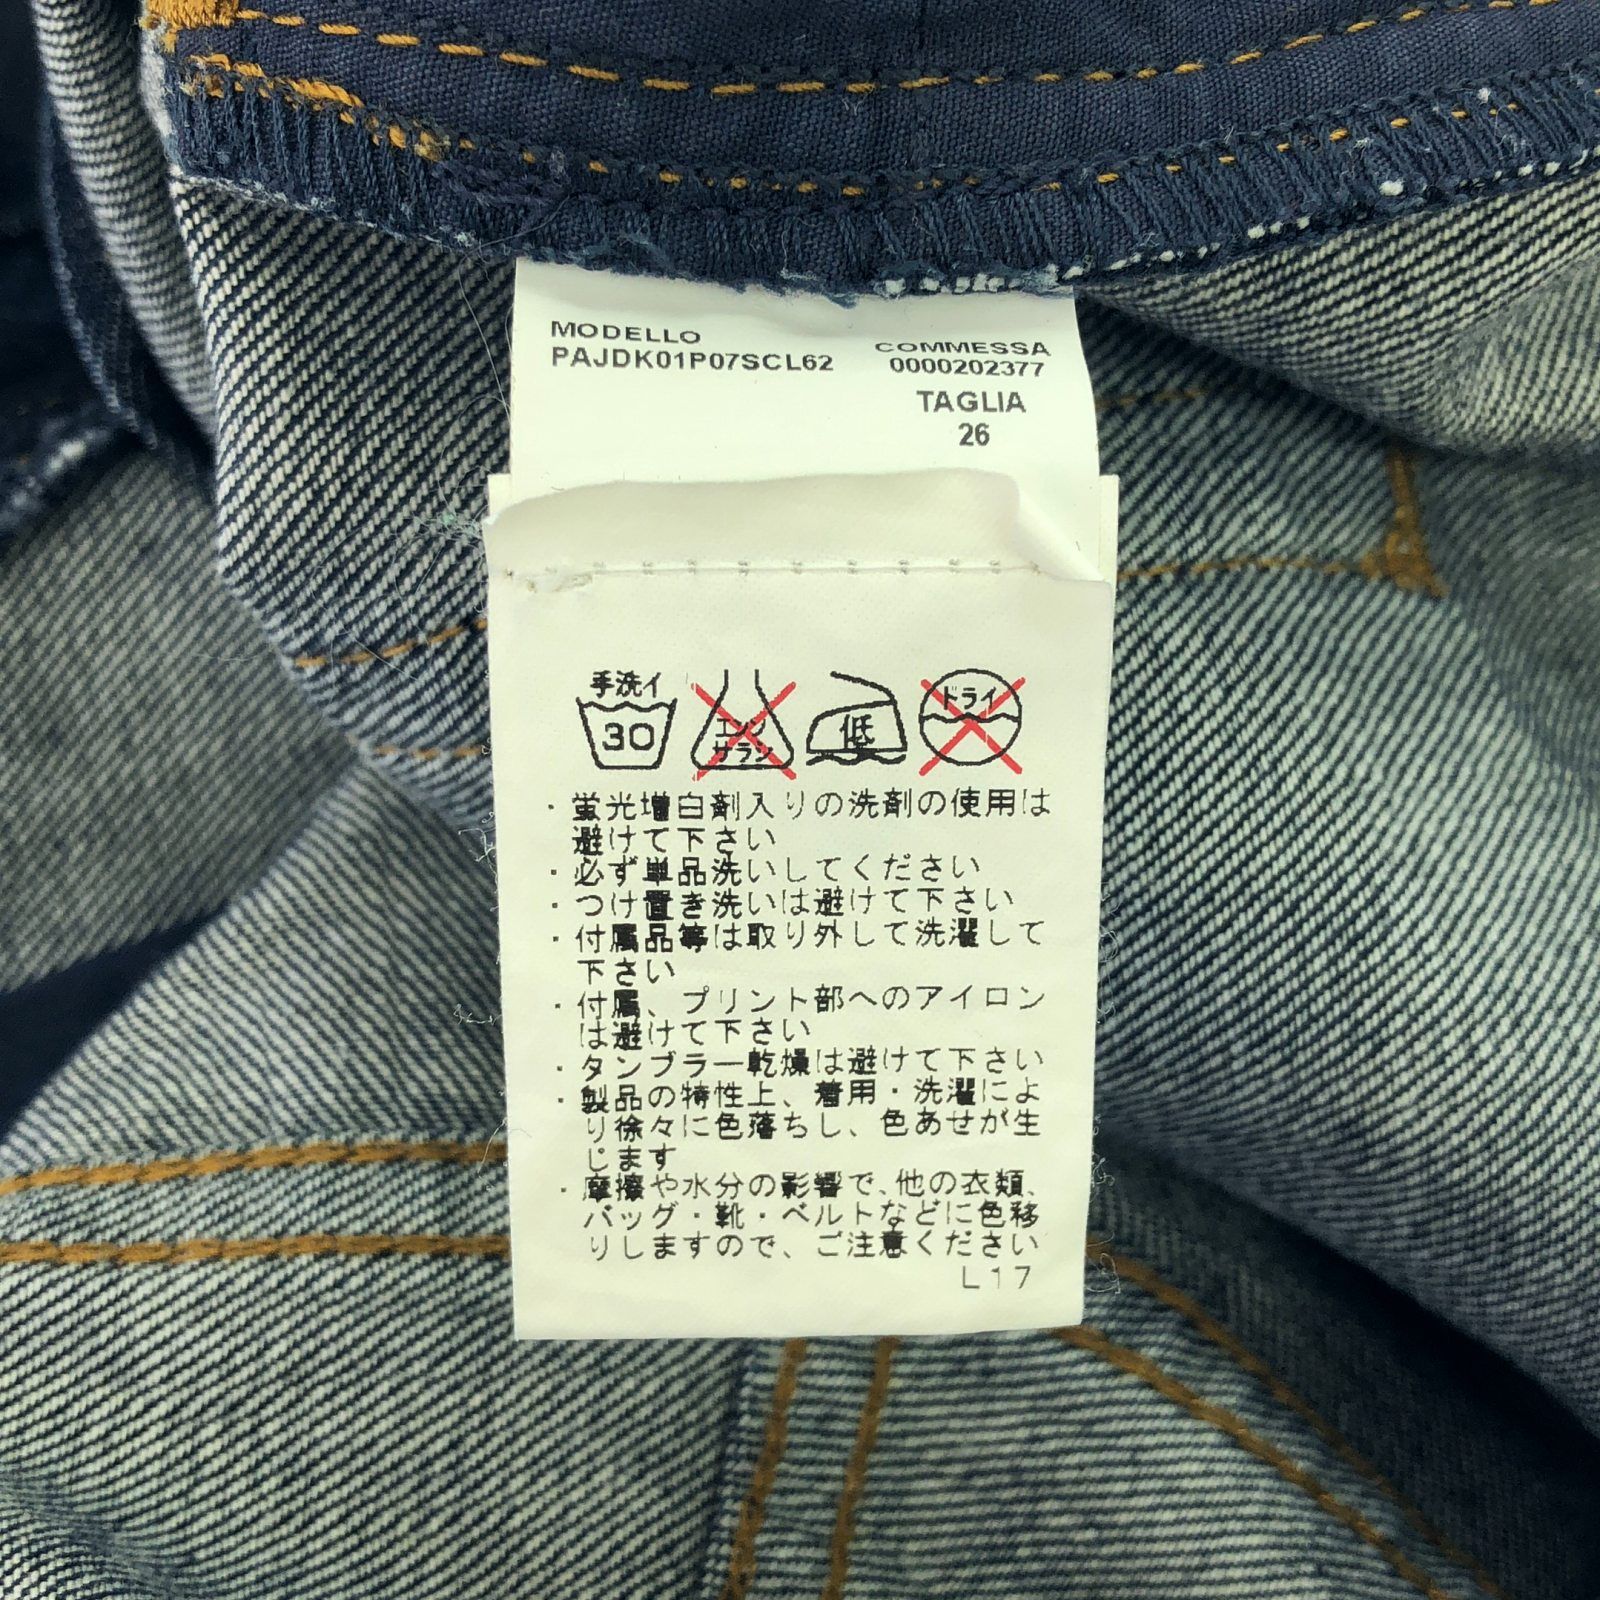 MODELLO
PAJDK01P07SCL62
COMMESSA
0000202377
TAGLIA
26
手洗イ
30
エンソ
サラシ
低
ドライ
・蛍光増白剤入りの洗剤の使用は
避けて下さい
・必ず単品洗いしてください
・つけ置き洗いは避けて下さい
・付属品等は取り外して洗濯して
下さい
・付属、プリント部へのアイロン
は避けて下さい
・タンブラー乾燥は避けて下さい
・製品の特性上、着用・洗濯によ
り徐々に色落ちし、色あせが生
じます
・摩擦や水分の影響で、他の衣類、
バッグ・靴・ベルトなどに色移
りしますので、ご注意ください
L17